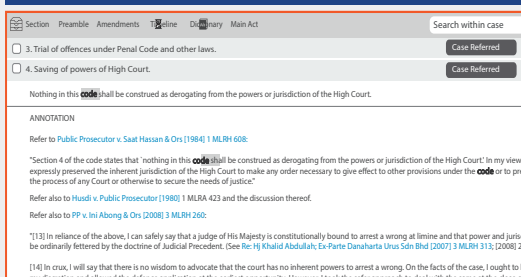 Section Preamble Amendments Timeline Dictionary Main Act Search within case
3. Trial of offences under Penal Code and other laws. Case Referred
4. Saving of powers of High Court. Case Referred
Nothing in this code shall be construed as derogating from the powers or jurisdiction of the High Court.
ANNOTATION
Refer to Public Prosecutor v. Saat Hassan & Ors [1984] 1 MLRH 608:
"Section 4 of the code states that `nothing in this code shall be construed as derogating from the powers or jurisdiction of the High Court.' In my view
expressly preserved the inherent jurisdiction of the High Court to make any order necessary to give effect to other provisions under the code or to pr
the process of any Court or otherwise to secure the needs of justice."
Refer also to Husdi v. Public Prosecutor [1980] 1 MLRA 423 and the discussion thereof.
Refer also to PP v. Ini Abong & Ors [2008] 3 MLRH 260:
"[13] In reliance of the above, I can safely say that a judge of His Majesty is constitutionally bound to arrest a wrong at limine and that power and juris
be ordinarily fettered by the doctrine of Judicial Precedent. (See Re: Hj Khalid Abdullah; Ex-Parte Danaharta Urus Sdn Bhd [2007] 3 MLRH 313; [2008] 2
[14] In crux, I will say that there is no wisdom to advocate that the court has no inherent powers to arrest a wrong. On the facts of the case, I ought to